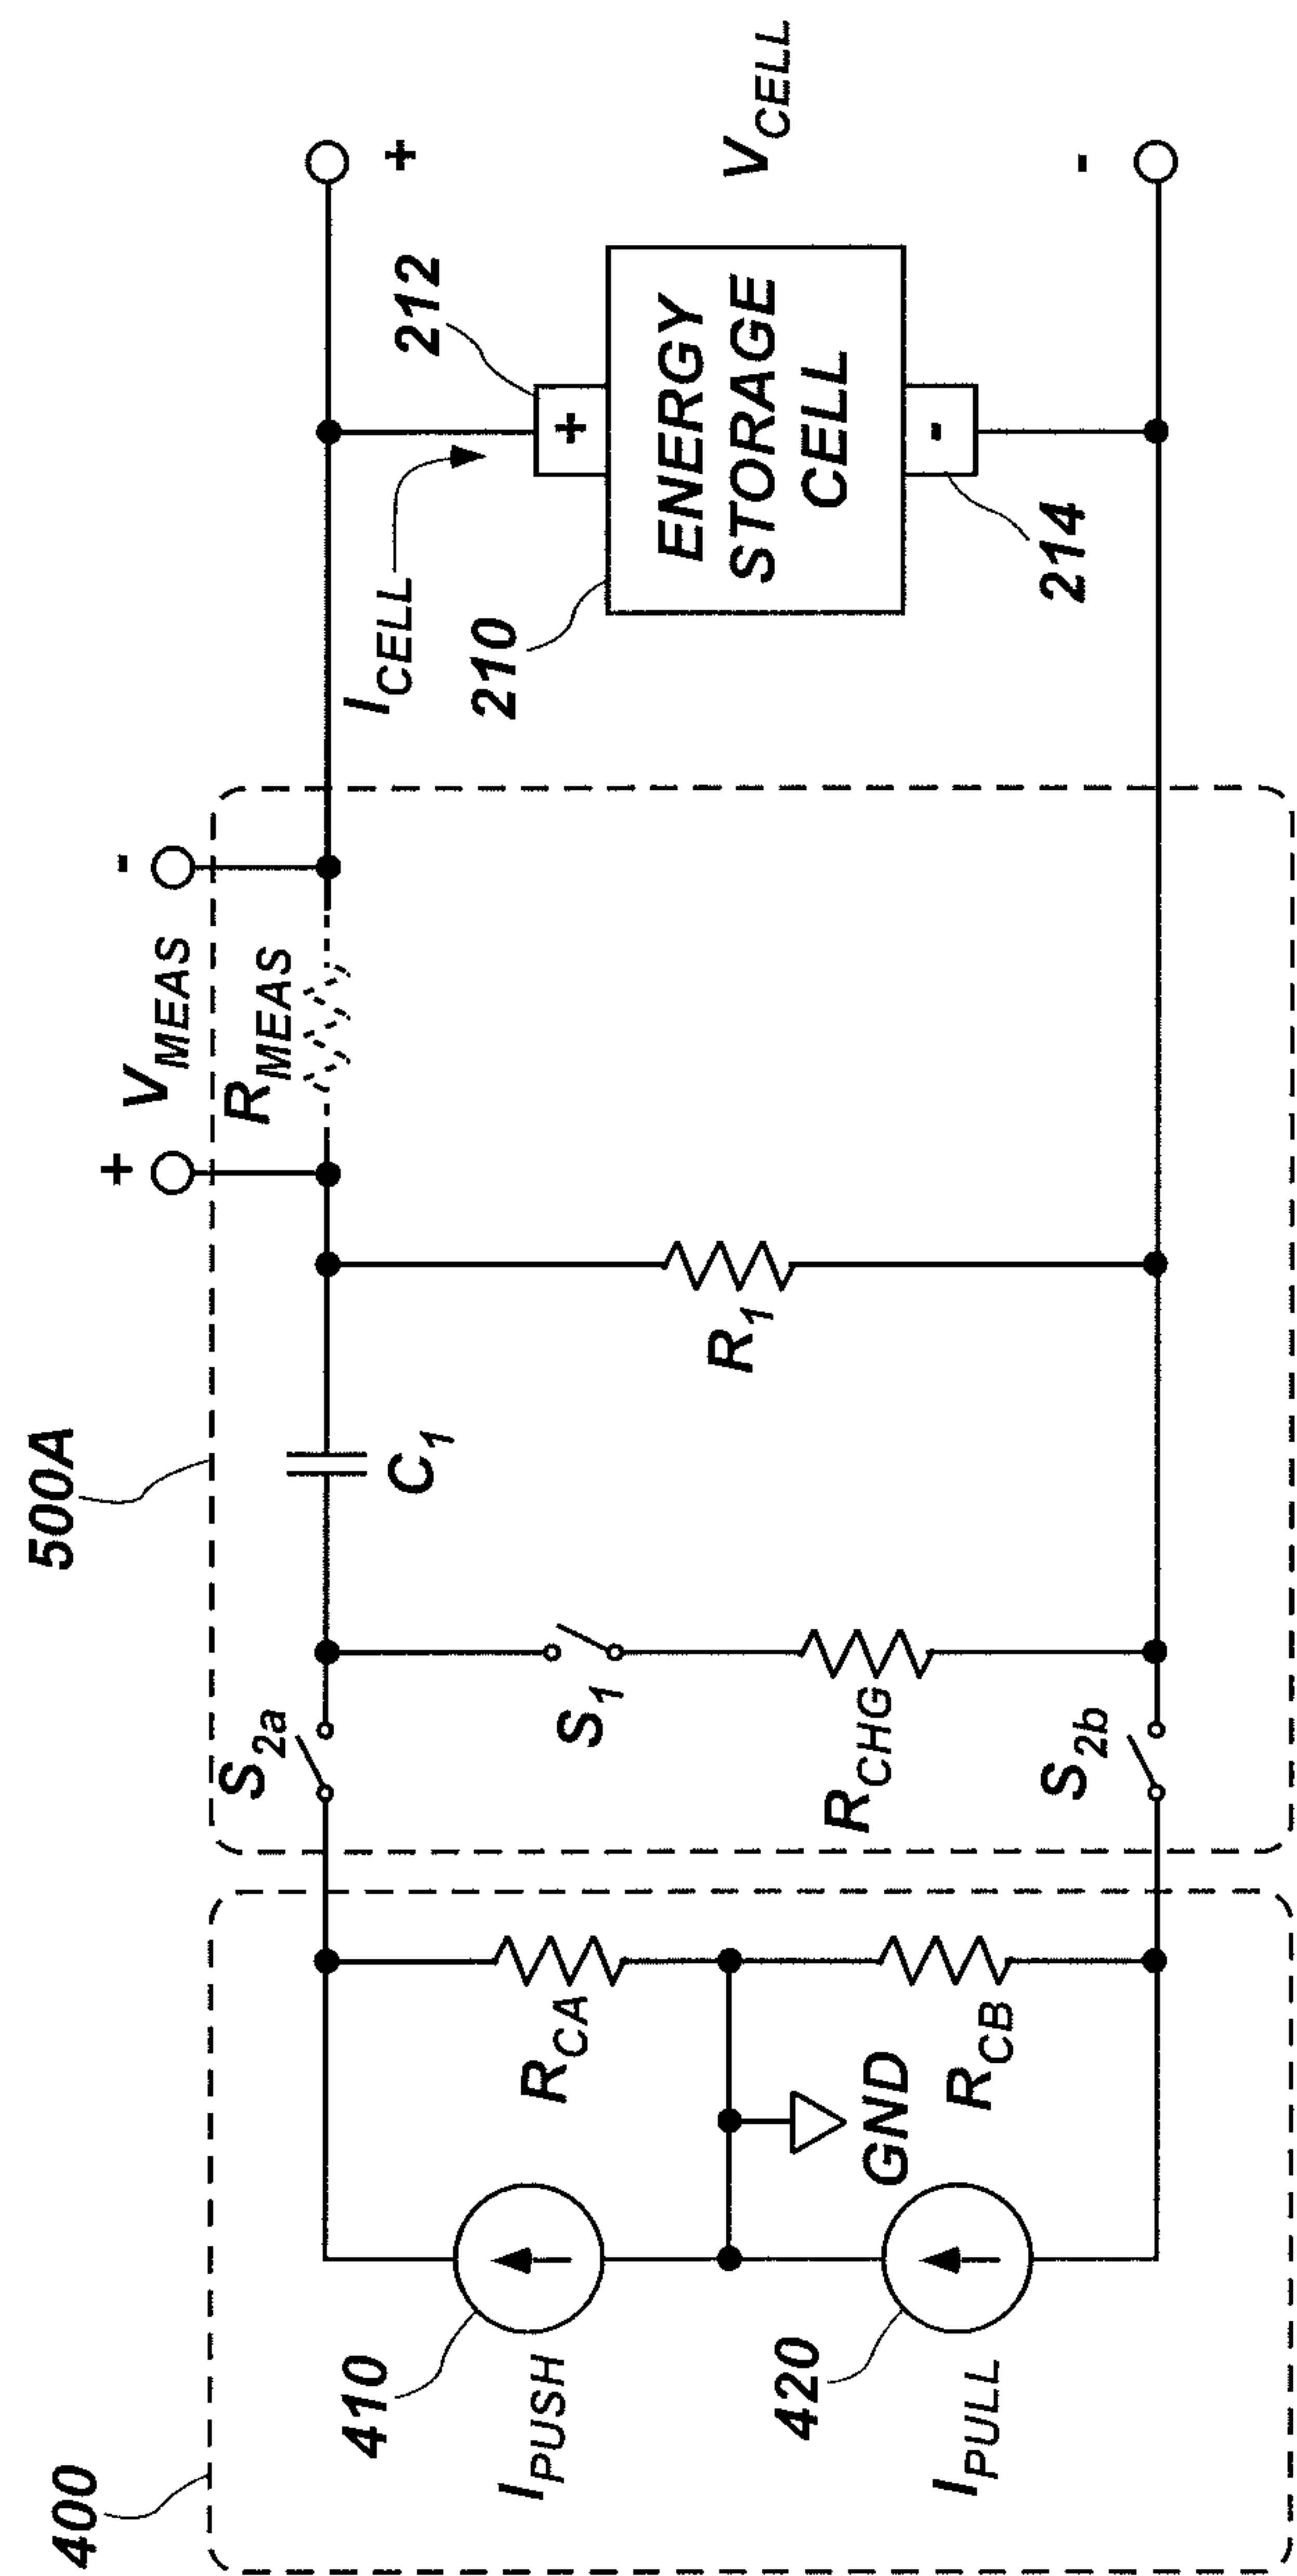 400
410
I_PUSH
420
I_PULL
R_CA
GND
R_CB
500A
S_2a
S_1
R_CHG
S_2b
C_1
R_1
+ V_MEAS -
R_MEAS
I_CELL
210
212
+
ENERGY
STORAGE
CELL
-
214
+
V_CELL
-